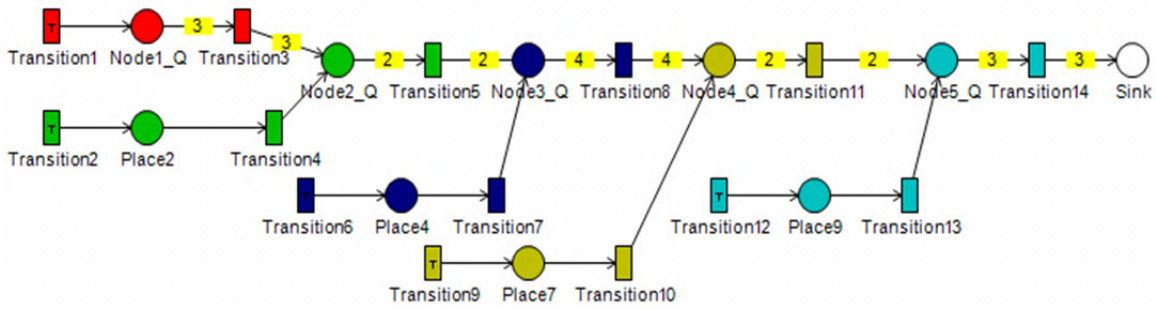 3
T
Transition1 Node1_Q Transition3
3
2 2 4 4 2 2 3 3
Node2_Q Transition5 Node3_Q Transition8 Node4_Q Transition11 Node5_Q Transition14 Sink
T
Transition2 Place2 Transition4
T T
Transition6 Place4 Transition7 Transition12 Place9 Transition13
T
Transition9 Place7 Transition10